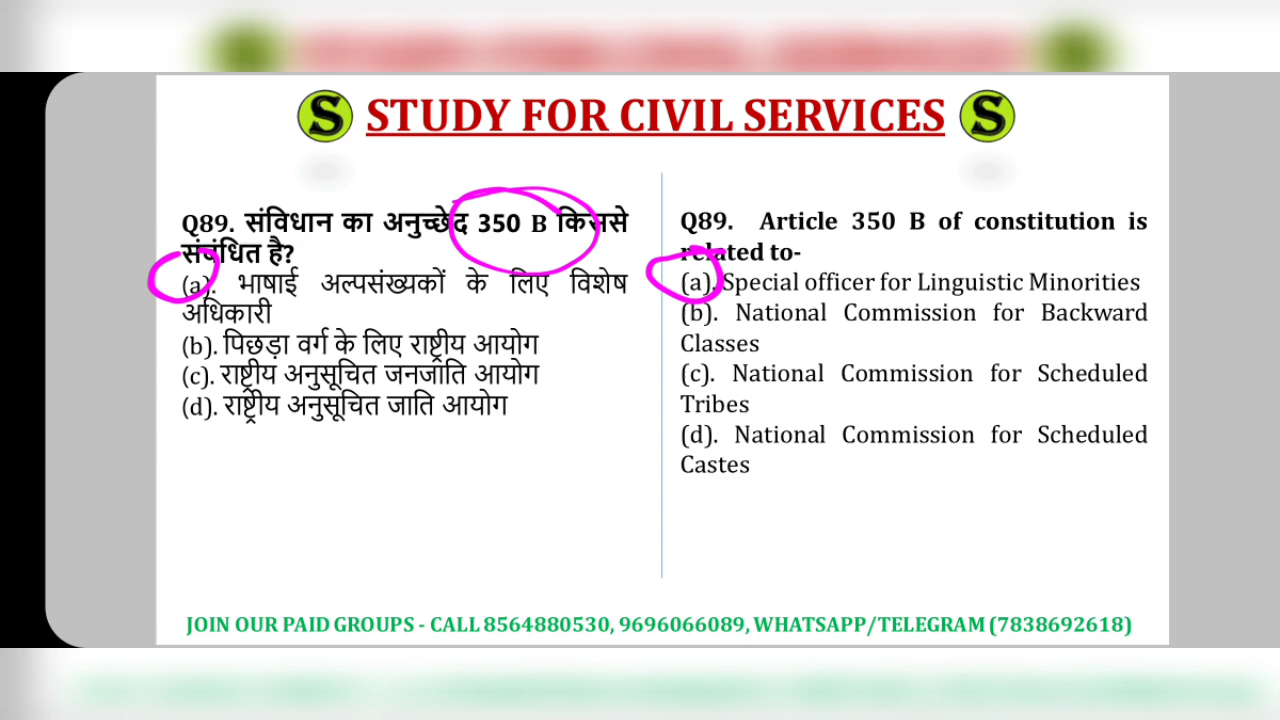 S STUDY FOR CIVIL SERVICES S
Q89. संविधान का अनुच्छेद 350 B किससे
संबंधित है?
(a). भाषाई अल्पसंख्यकों के लिए विशेष
अधिकारी
(b). पिछड़ा वर्ग के लिए राष्ट्रीय आयोग
(c). राष्ट्रीय अनुसूचित जनजाति आयोग
(d). राष्ट्रीय अनुसूचित जाति आयोग
Q89. Article 350 B of constitution is
related to-
(a). Special officer for Linguistic Minorities
(b). National Commission for Backward
Classes
(c). National Commission for Scheduled
Tribes
(d). National Commission for Scheduled
Castes
JOIN OUR PAID GROUPS - CALL 8564880530, 9696066089, WHATSAPP/TELEGRAM (7838692618)